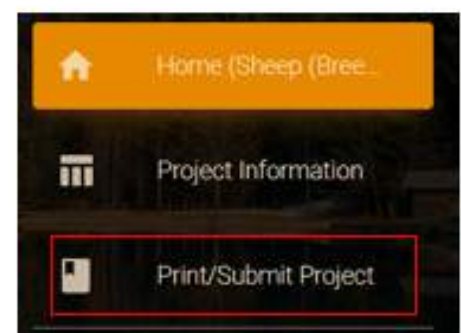 Home (Sheep (Bree...
Project Information
Print/Submit Project